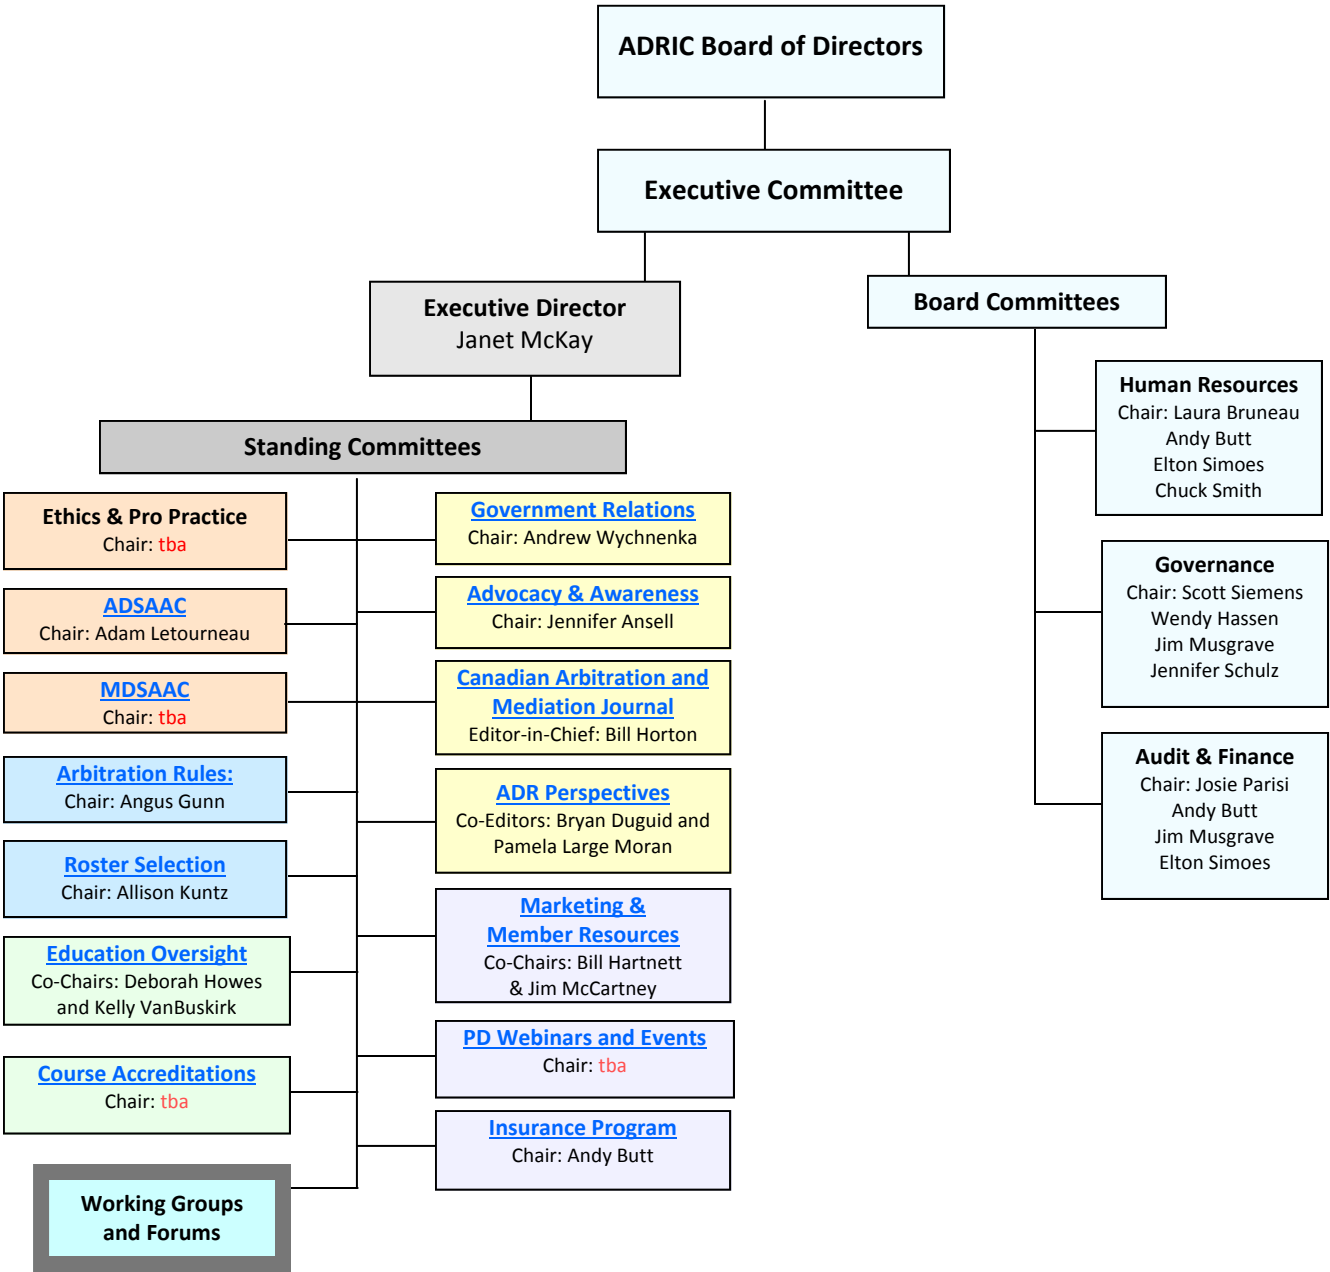 ADRIC Board of Directors
Executive Committee
Executive Director
Janet McKay
Board Committees
Standing Committees
Ethics & Pro Practice
Chair: tba
ADSAAC
Chair: Adam Letourneau
MDSAAC
Chair: tba
Arbitration Rules:
Chair: Angus Gunn
Roster Selection
Chair: Allison Kuntz
Education Oversight
Co-Chairs: Deborah Howes
and Kelly VanBuskirk
Course Accreditations
Chair: tba
Working Groups
and Forums
Government Relations
Chair: Andrew Wychnenka
Advocacy & Awareness
Chair: Jennifer Ansell
Canadian Arbitration and
Mediation Journal
Editor-in-Chief: Bill Horton
ADR Perspectives
Co-Editors: Bryan Duguid and
Pamela Large Moran
Marketing &
Member Resources
Co-Chairs: Bill Hartnett
& Jim McCartney
PD Webinars and Events
Chair: tba
Insurance Program
Chair: Andy Butt
Human Resources
Chair: Laura Bruneau
Andy Butt
Elton Simoes
Chuck Smith
Governance
Chair: Scott Siemens
Wendy Hassen
Jim Musgrave
Jennifer Schulz
Audit & Finance
Chair: Josie Parisi
Andy Butt
Jim Musgrave
Elton Simoes